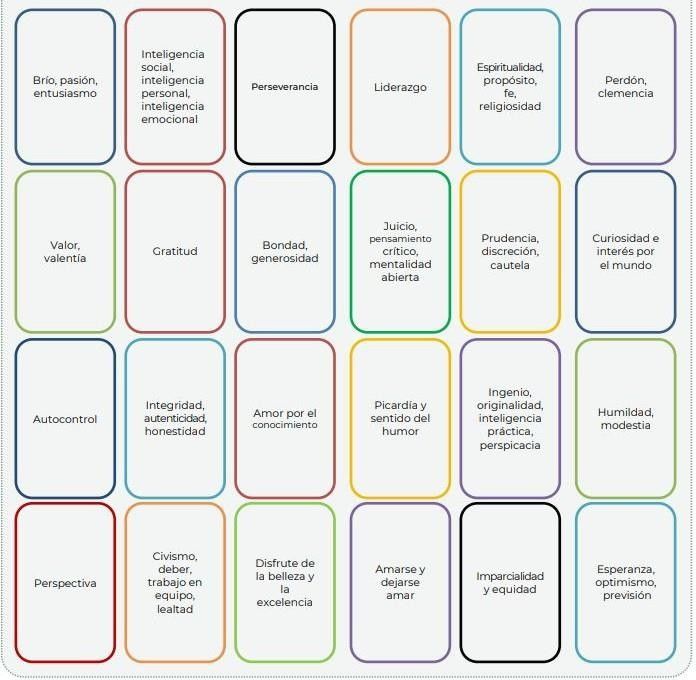 Brío, pasión,
entusiasmo
Inteligencia
social,
inteligencia
personal,
inteligencia
emocional
Perseverancia
Liderazgo
Espiritualidad,
propósito,
fe,
religiosidad
Perdón,
clemencia
Valor,
valentía
Gratitud
Bondad,
generosidad
Juicio,
pensamiento
crítico,
mentalidad
abierta
Prudencia,
discreción,
cautela
Curiosidad e
interés por
el mundo
Autocontrol
Integridad,
autenticidad,
honestidad
Amor por el
conocimiento
Picardía y
sentido del
humor
Ingenio,
originalidad,
inteligencia
práctica,
perspicacia
Humildad,
modestia
Perspectiva
Civismo,
deber,
trabajo en
equipo,
lealtad
Disfrute de
la belleza y
la
excelencia
Amarse y
dejarse
amar
Imparcialidad
y equidad
Esperanza,
optimismo,
previsión